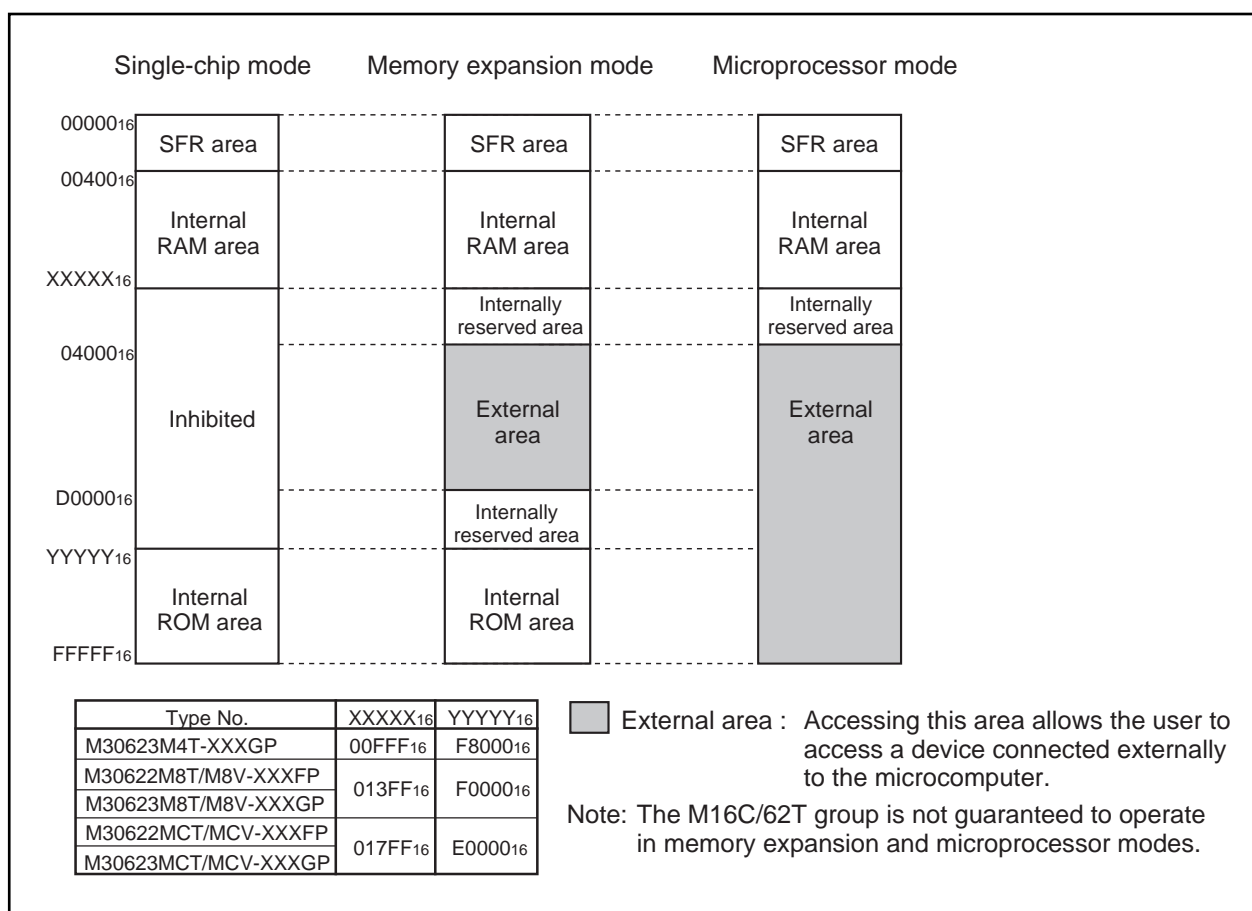 Single-chip mode Memory expansion mode Microprocessor mode
0000016
SFR area SFR area SFR area
0040016
Internal Internal Internal
RAM area RAM area RAM area
XXXXX16
Internally Internally
reserved area reserved area
0400016
Inhibited
External External
area area
D000016
Internally
reserved area
YYYYY16
Internal Internal
ROM area ROM area
FFFFF16
Type No. XXXXX16 YYYYY16
M30623M4T-XXXGP 00FFF16 F800016
M30622M8T/M8V-XXXFP
013FF16 F000016
M30623M8T/M8V-XXXGP
M30622MCT/MCV-XXXFP
017FF16 E000016
M30623MCT/MCV-XXXGP
External area : Accessing this area allows the user to
access a device connected externally
to the microcomputer.
Note: The M16C/62T group is not guaranteed to operate
in memory expansion and microprocessor modes.